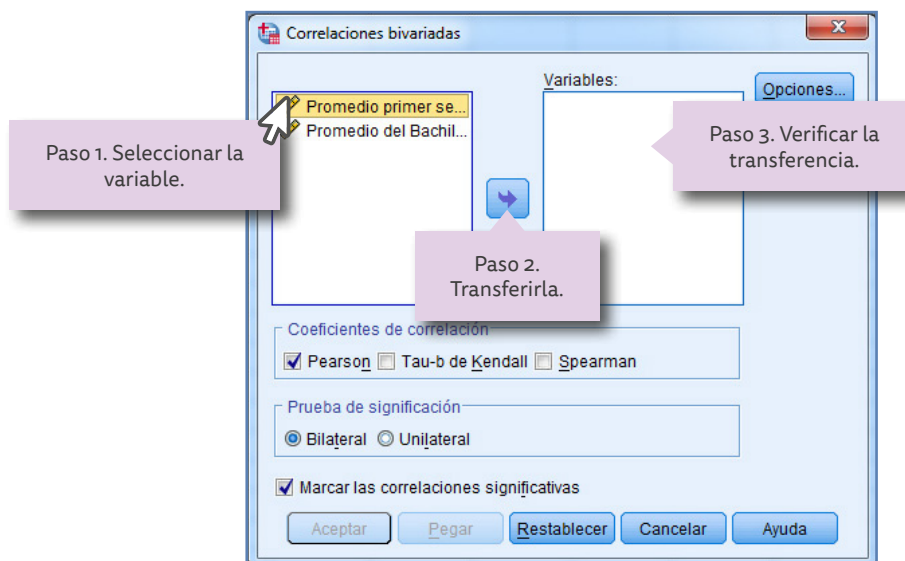 Correlaciones bivariadas
Variables:
Opciones...
Promedio primer se...
Promedio del Bachil...
Paso 1. Seleccionar la
variable.
Paso 2.
Transferirla.
Paso 3. Verificar la
transferencia.
Coeficientes de correlación
Pearson Tau-b de Kendall Spearman
Prueba de significación
Bilateral Unilateral
Marcar las correlaciones significativas
Aceptar Pegar Restablecer Cancelar Ayuda